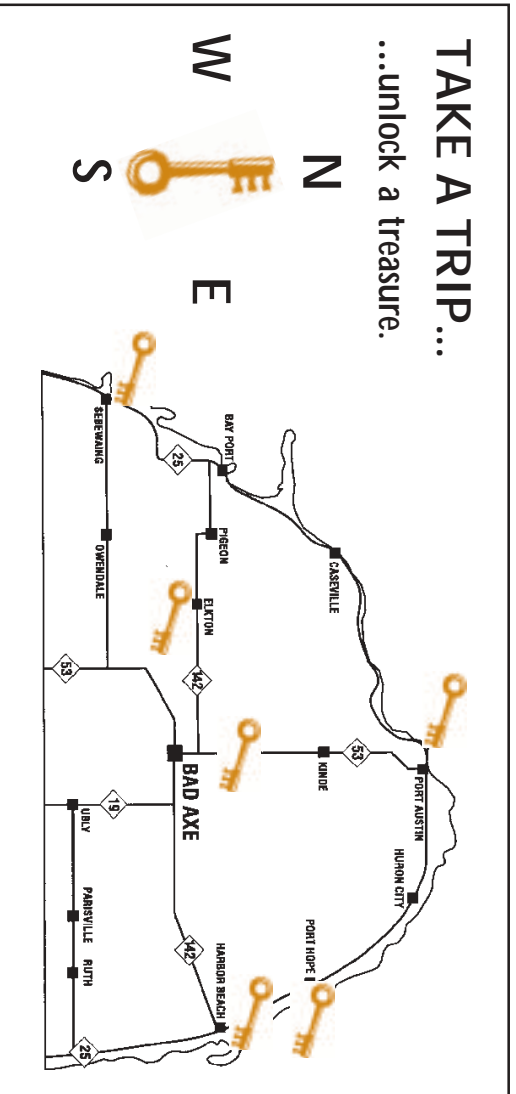 TAKE A TRIP...
...unlock a treasure.
N
W
E
S
PORT AUSTIN
HURON CITY
53
KINDE
CASEVILLE
PORT HOPE
BAY PORT
PIGEON
25
ELKTON
142
BAD AXE
HARBOR BEACH
142
SEBEWAING
OWENDALE
53
19
UBLY
PARISVILLE
RUTH
25